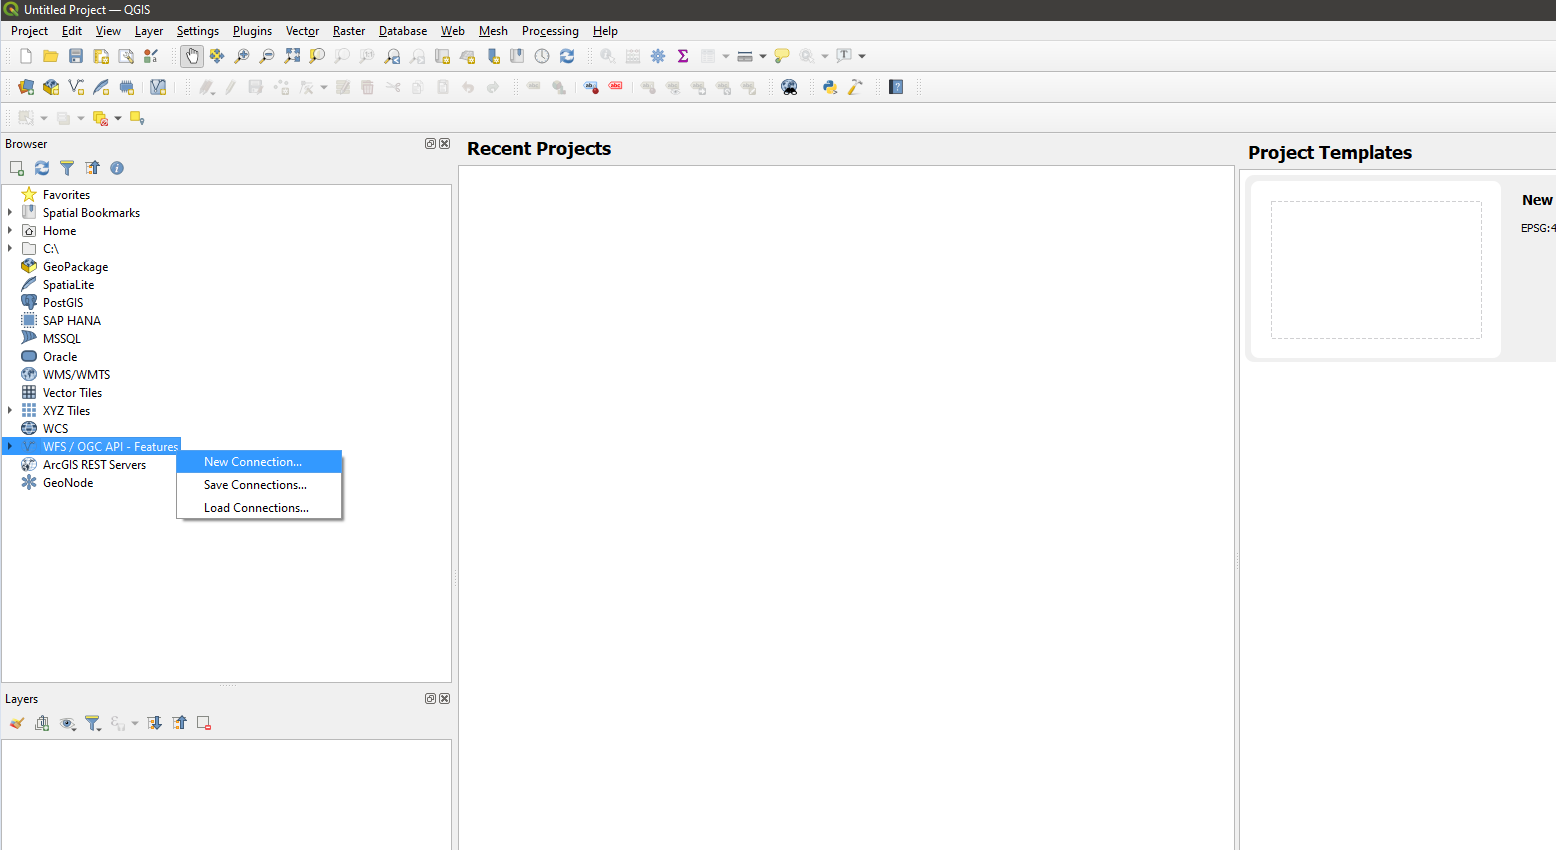 Untitled Project — QGIS
Project Edit View Layer Settings Plugins Vector Raster Database Web Mesh Processing Help
Browser
Favorites
Spatial Bookmarks
Home
C:\
GeoPackage
SpatiaLite
PostGIS
SAP HANA
MSSQL
Oracle
WMS/WMTS
Vector Tiles
XYZ Tiles
WCS
WFS / OGC API - Features
ArcGIS REST Servers
GeoNode
New Connection...
Save Connections...
Load Connections...
Layers
Recent Projects
Project Templates
New
EPSG:4